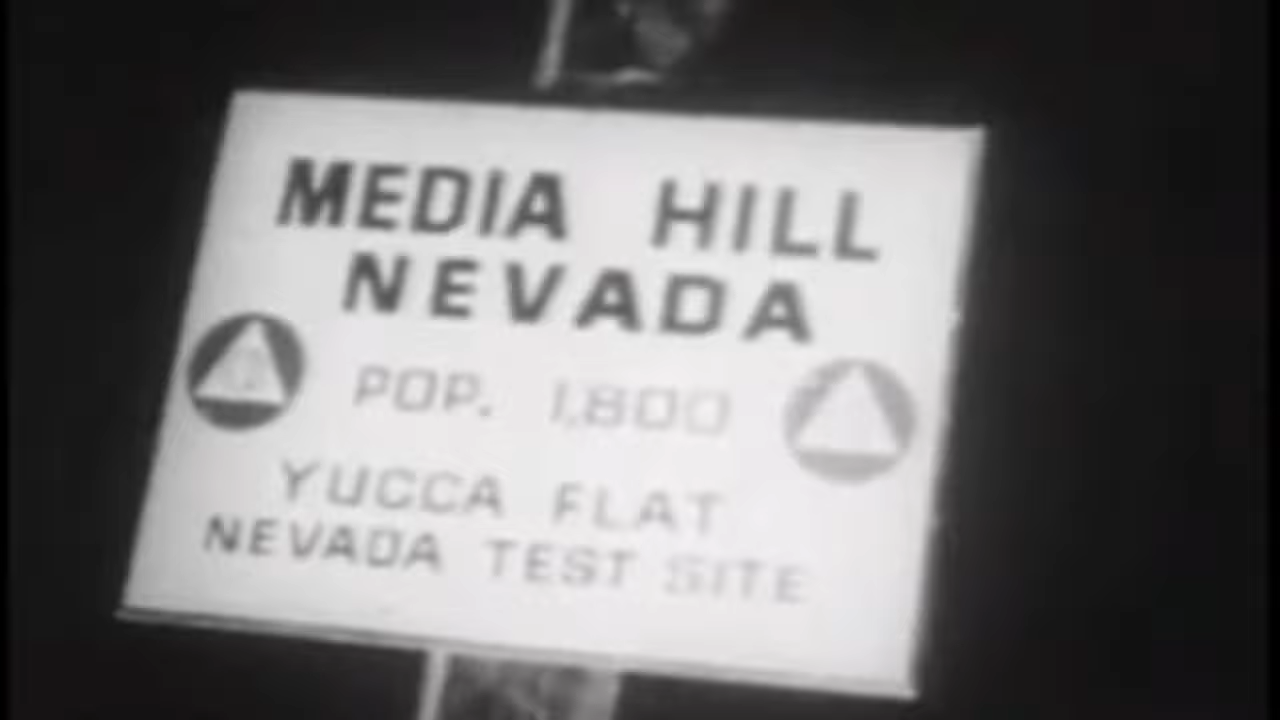 MEDIA HILL
NEVADA
POP. 1,800
YUCCA FLAT
NEVADA TEST SITE